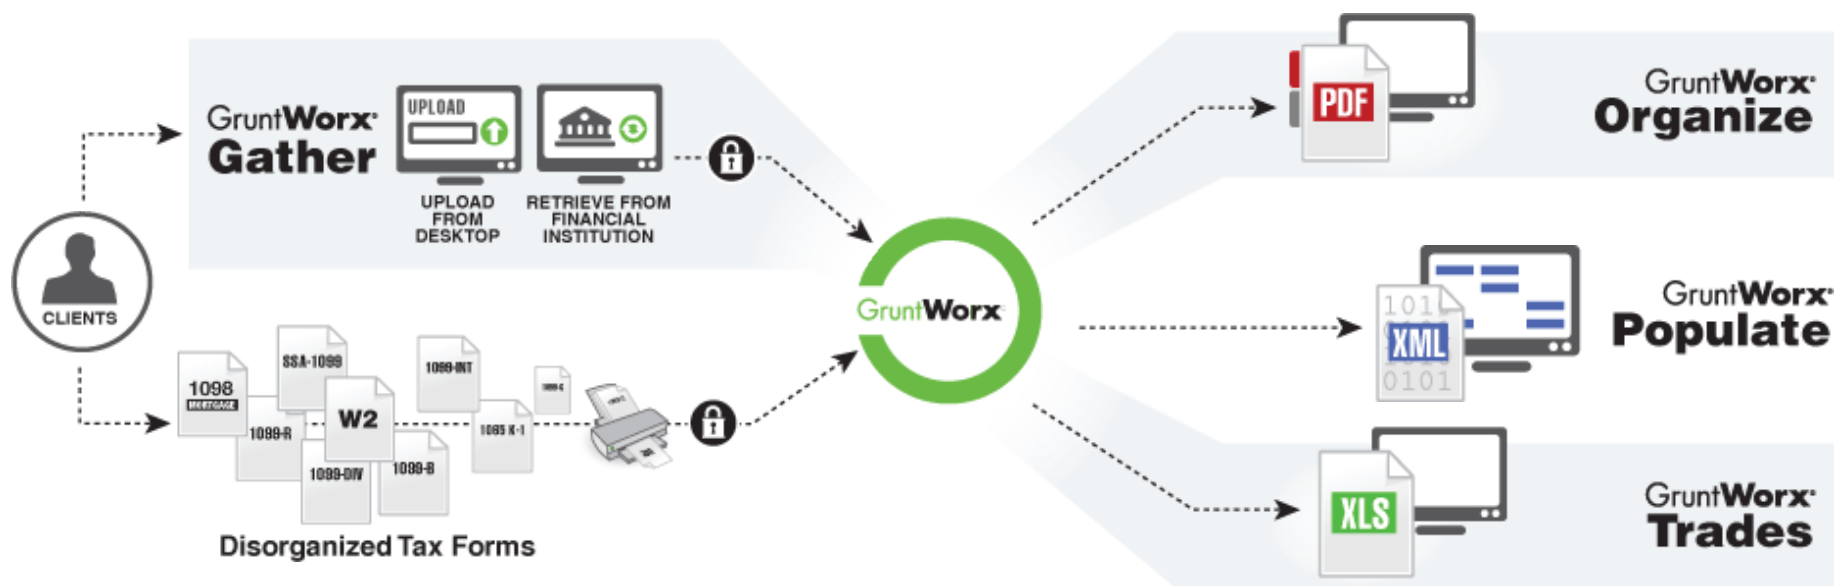 GruntWorx®
Gather
UPLOAD
UPLOAD
FROM
DESKTOP
RETRIEVE FROM
FINANCIAL
INSTITUTION
CLIENTS
1098
MORTGAGE
SSA-1099
1099-R
W2
1099-DIV
1099-INT
1099-B
1065 K-1
Disorganized Tax Forms
GruntWorx
PDF
GruntWorx®
Organize
101
0101
XML
GruntWorx®
Populate
XLS
GruntWorx®
Trades